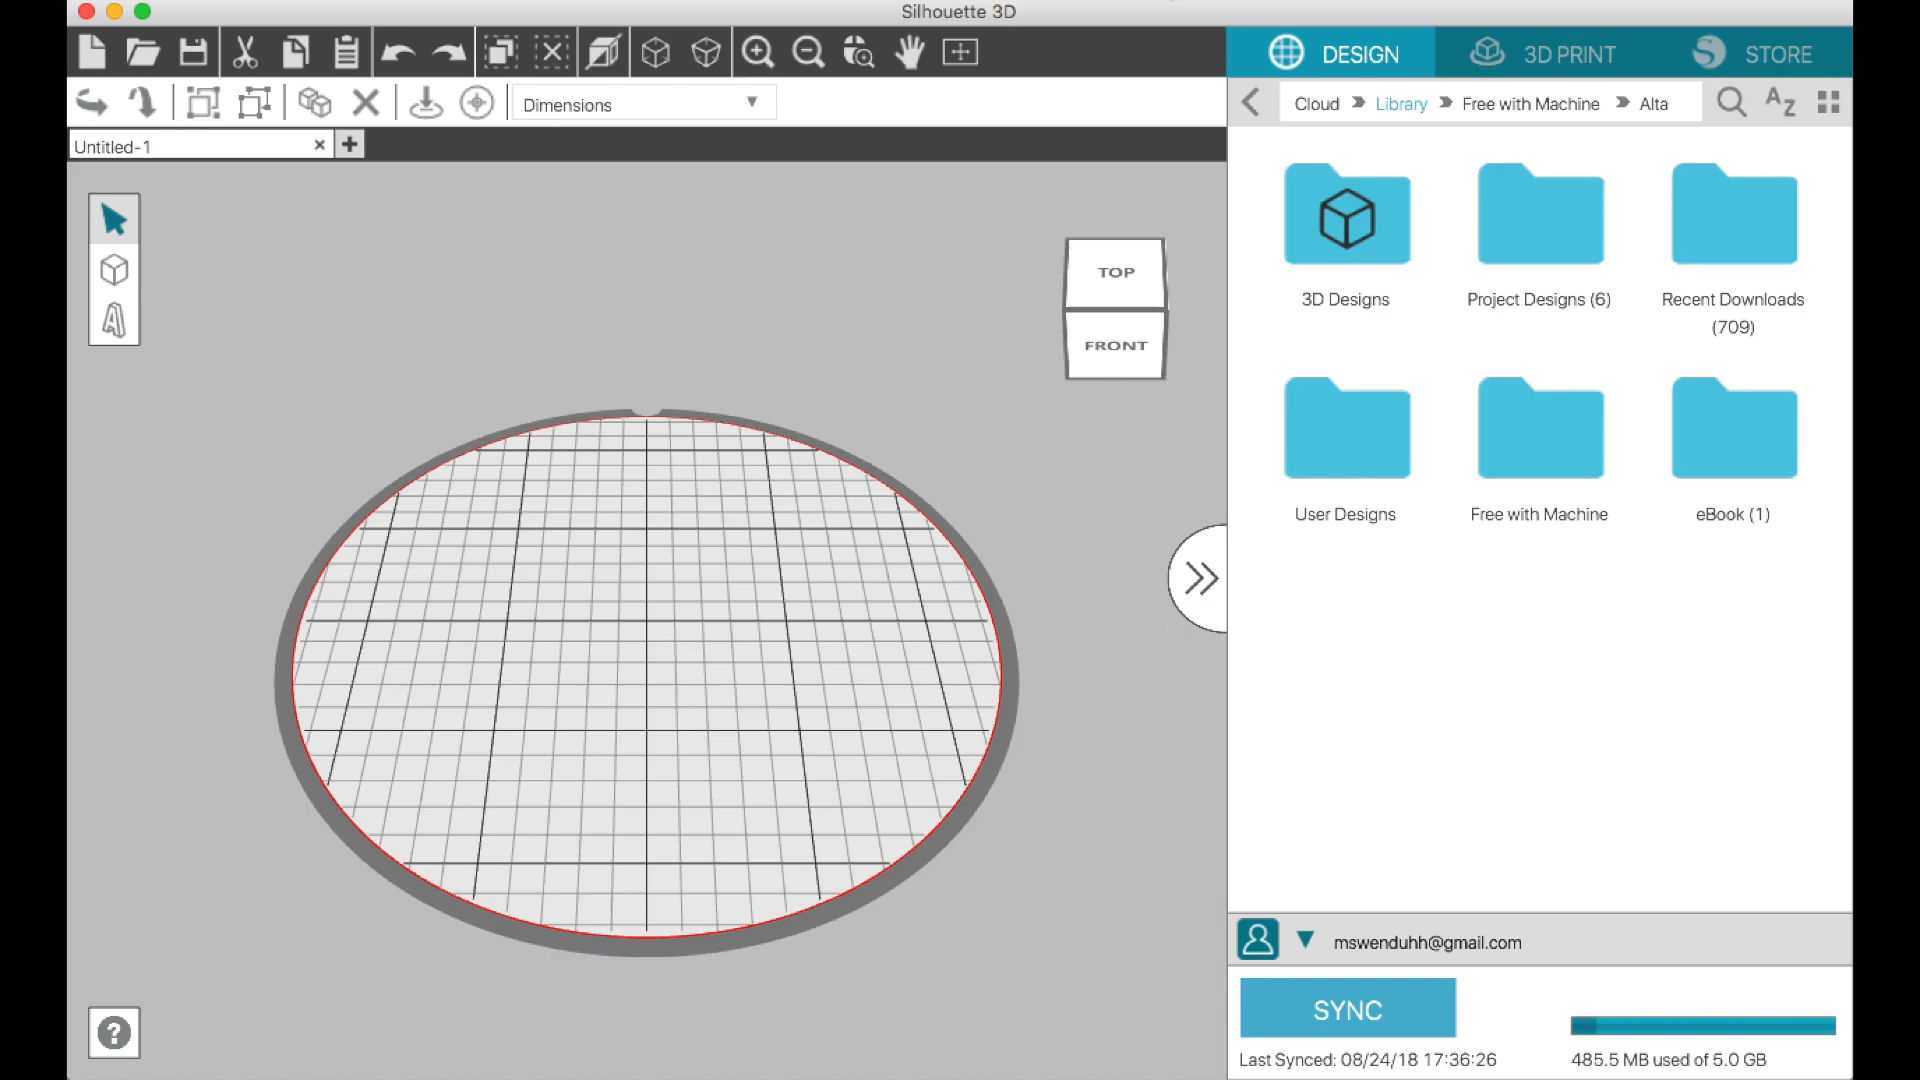 Silhouette 3D
DESIGN
3D PRINT
STORE
Dimensions
Cloud Library Free with Machine Alta
AZ
Untitled-1
TOP
FRONT
3D Designs
Project Designs (6)
Recent Downloads
(709)
User Designs
Free with Machine
eBook (1)
mswenduhh@gmail.com
SYNC
Last Synced: 08/24/18 17:36:26
485.5 MB used of 5.0 GB